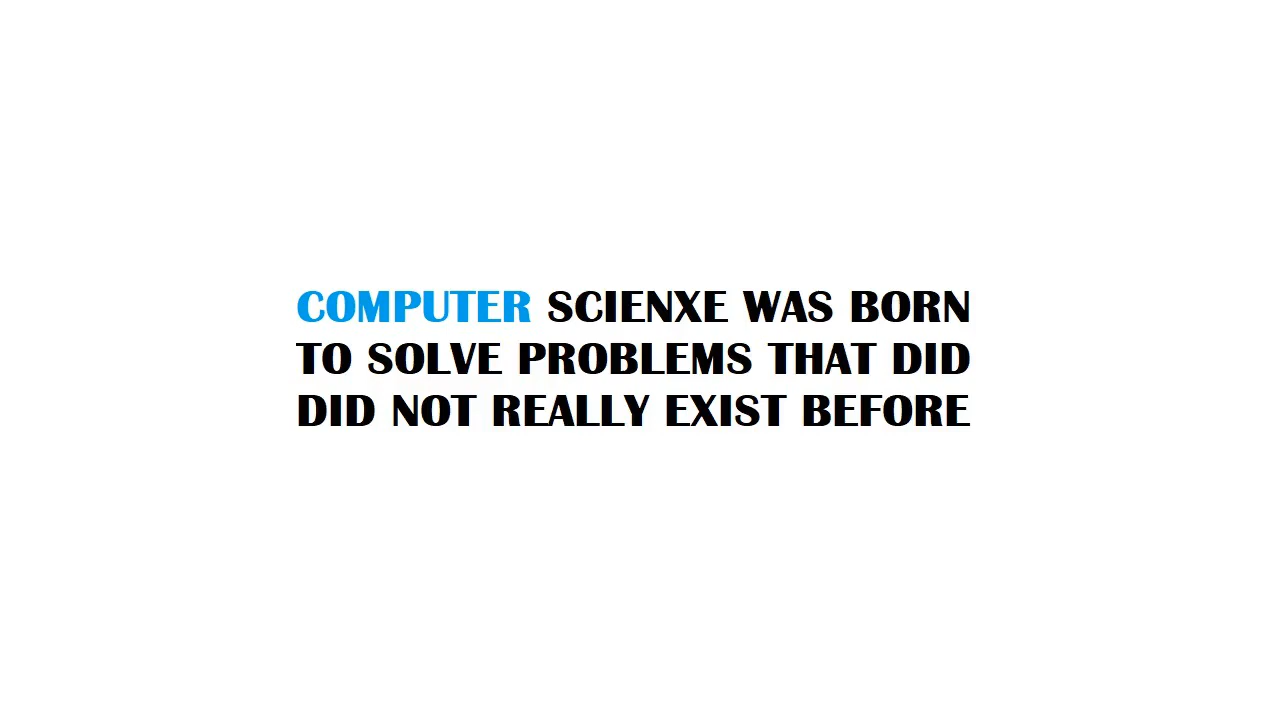 COMPUTER SCIENXE WAS BORN
TO SOLVE PROBLEMS THAT DID
DID NOT REALLY EXIST BEFORE